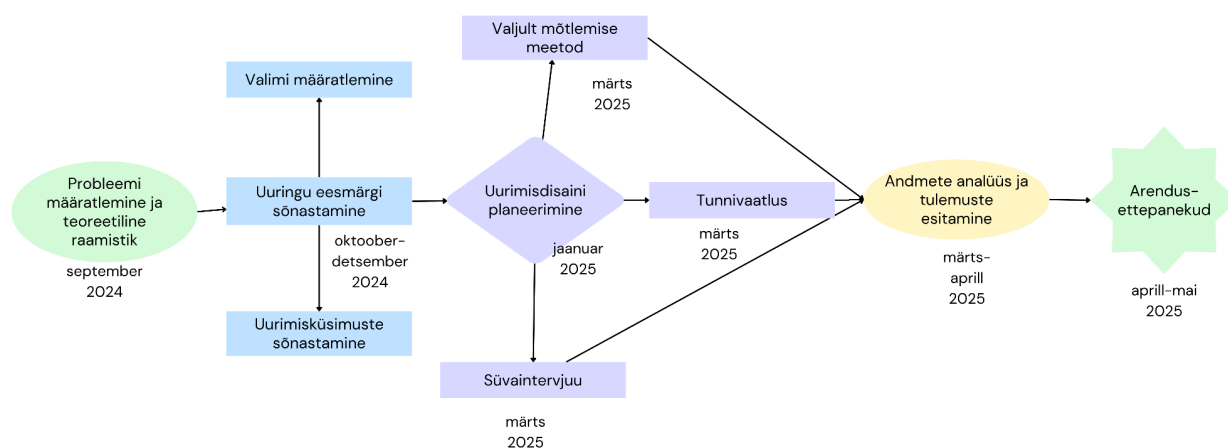 Probleemi
määratlemine ja
teoreetiline
raamistik
september
2024
Valimi määratlemine
Uuringu eesmärgi
sõnastamine
oktoober-
detsember
2024
Uurimisküsimuste
sõnastamine
Uurimisdisaini
planeerimine
jaanuar
2025
Valjult mõtlemise
meetod
märts
2025
Tunnivaatlus
märts
2025
Süvaintervjuu
märts
2025
Andmete analüüs ja
tulemuste
esitamine
märts-
aprill
2025
Arendus-
ettepanekud
aprill-mai
2025